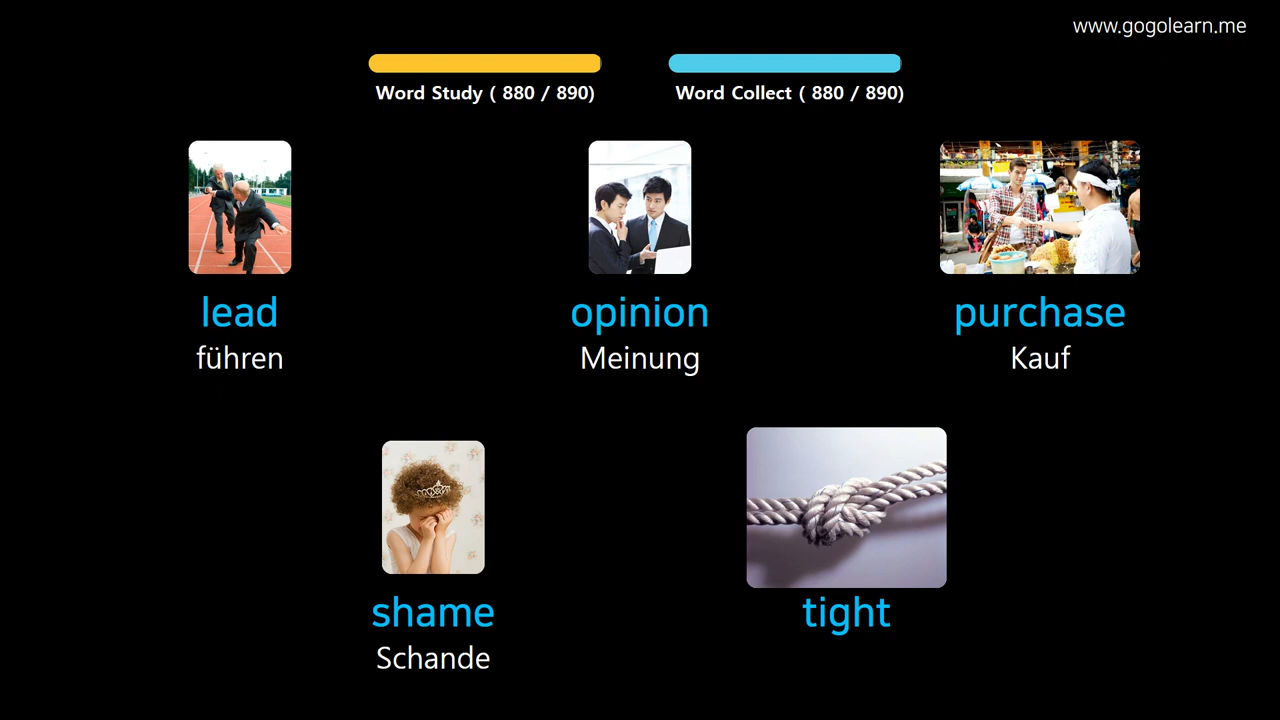 www.gogolearn.me
Word Study ( 880 / 890)
Word Collect ( 880 / 890)
lead
führen
opinion
Meinung
purchase
Kauf
shame
Schande
tight